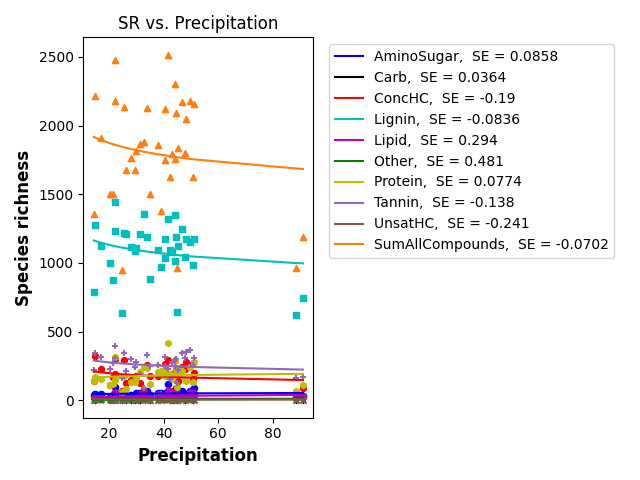 SR vs. Precipitation
Species richness
2500
2000
1500
1000
500
0
20
40
60
80
Precipitation
AminoSugar,  SE = 0.0858
Carb,  SE = 0.0364
ConcHC,  SE = -0.19
Lignin,  SE = -0.0836
Lipid,  SE = 0.294
Other,  SE = 0.481
Protein,  SE = 0.0774
Tannin,  SE = -0.138
UnsatHC,  SE = -0.241
SumAllCompounds,  SE = -0.0702